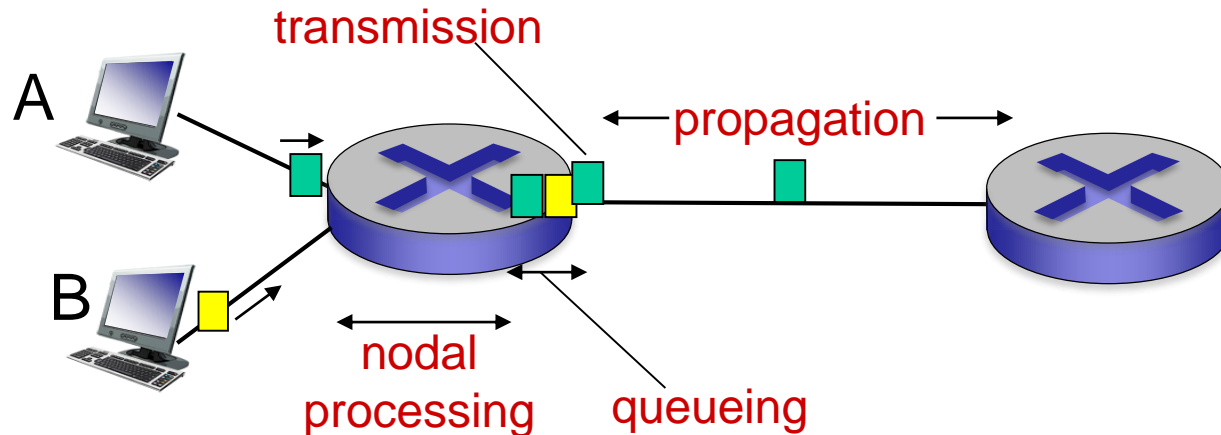 transmission
A
propagation
B
nodal
processing
queueing